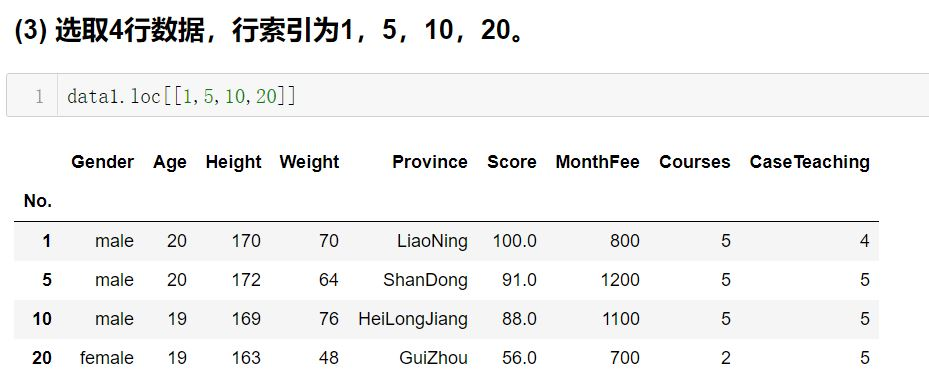 (3) 选取4行数据，行索引为1，5，10，20。
1 data1.loc[[1,5,10,20]]
Gender Age Height Weight Province Score MonthFee Courses CaseTeaching
No.
1 male 20 170 70 LiaoNing 100.0 800 5 4
5 male 20 172 64 ShanDong 91.0 1200 5 5
10 male 19 169 76 HeiLongJiang 88.0 1100 5 5
20 female 19 163 48 GuiZhou 56.0 700 2 5